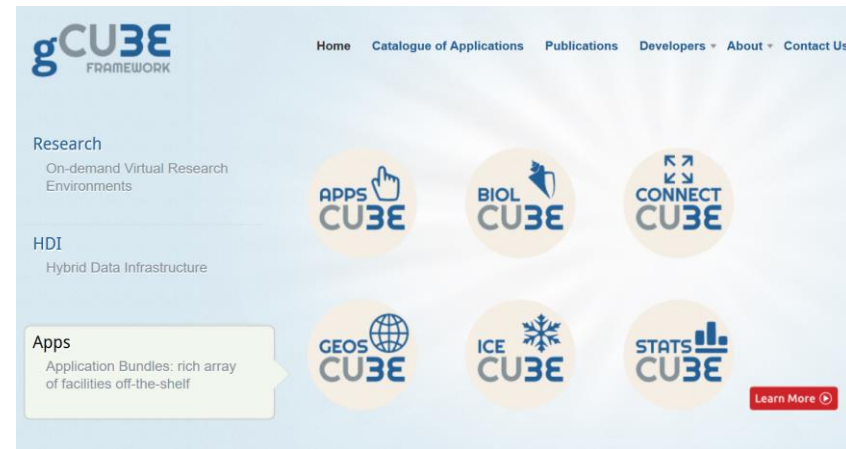 gCUBE
FRAMEWORK
Home Catalogue of Applications Publications Developers About Contact Us
Research
On-demand Virtual Research
Environments
HDI
Hybrid Data Infrastructure
Apps
Application Bundles: rich array
of facilities off-the-shelf
APPS
CUBE
BIOL
CUBE
CONNECT
CUBE
GEOS
CUBE
ICE
CUBE
STATS
CUBE
Learn More